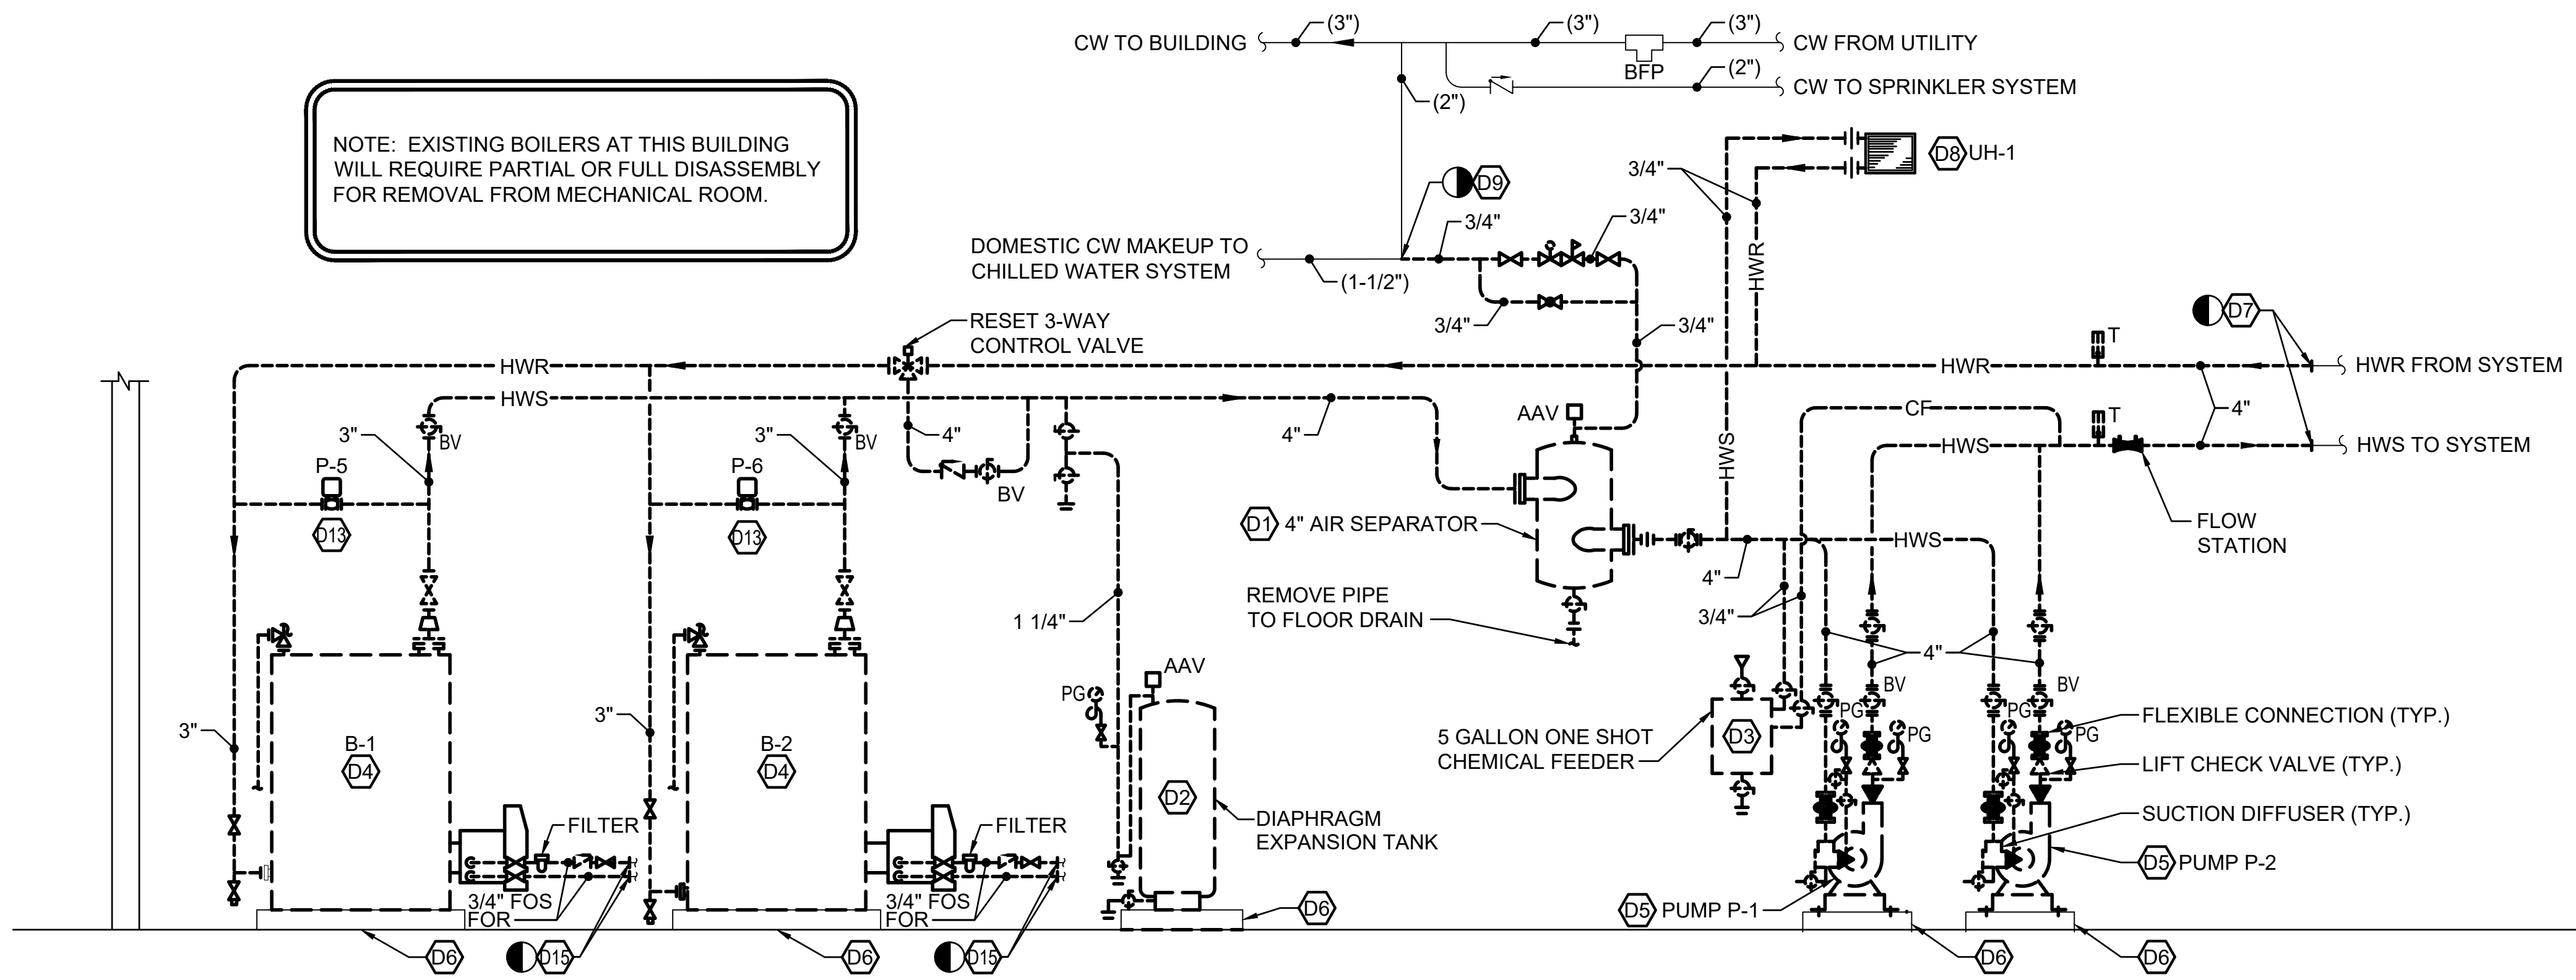 (3")
(3")
(3")
CW TO BUILDING
CW FROM UTILITY
BFP
(2")
CW TO SPRINKLER SYSTEM
(2")
NOTE: EXISTING BOILERS AT THIS BUILDING
WILL REQUIRE PARTIAL OR FULL DISASSEMBLY
FOR REMOVAL FROM MECHANICAL ROOM.
D8 UH-1
3/4"
D9
3/4"
3/4"
DOMESTIC CW MAKEUP TO
CHILLED WATER SYSTEM
(1-1/2")
HWR
3/4"
3/4"
D7
RESET 3-WAY
CONTROL VALVE
T
HWR
HWR
HWR FROM SYSTEM
HWS
CF
4"
AAV
T
3"
BV
3"
BV
4"
4"
HWS
HWS
HWS TO SYSTEM
P-5
P-6
BV
D13
D13
D1 4" AIR SEPARATOR
FLOW
STATION
HWS
4"
REMOVE PIPE
TO FLOOR DRAIN
3/4"
1 1/4"
4"
AAV
PG
BV
BV
3"
3"
PG
PG
FLEXIBLE CONNECTION (TYP.)
PG
PG
5 GALLON ONE SHOT
CHEMICAL FEEDER
D3
B-1
D4
B-2
D4
LIFT CHECK VALVE (TYP.)
D2
DIAPHRAGM
EXPANSION TANK
SUCTION DIFFUSER (TYP.)
FILTER
FILTER
D5 PUMP P-2
3/4" FOS
FOR
3/4" FOS
FOR
D6
D5 PUMP P-1
D6
D15
D6
D15
D6
D6